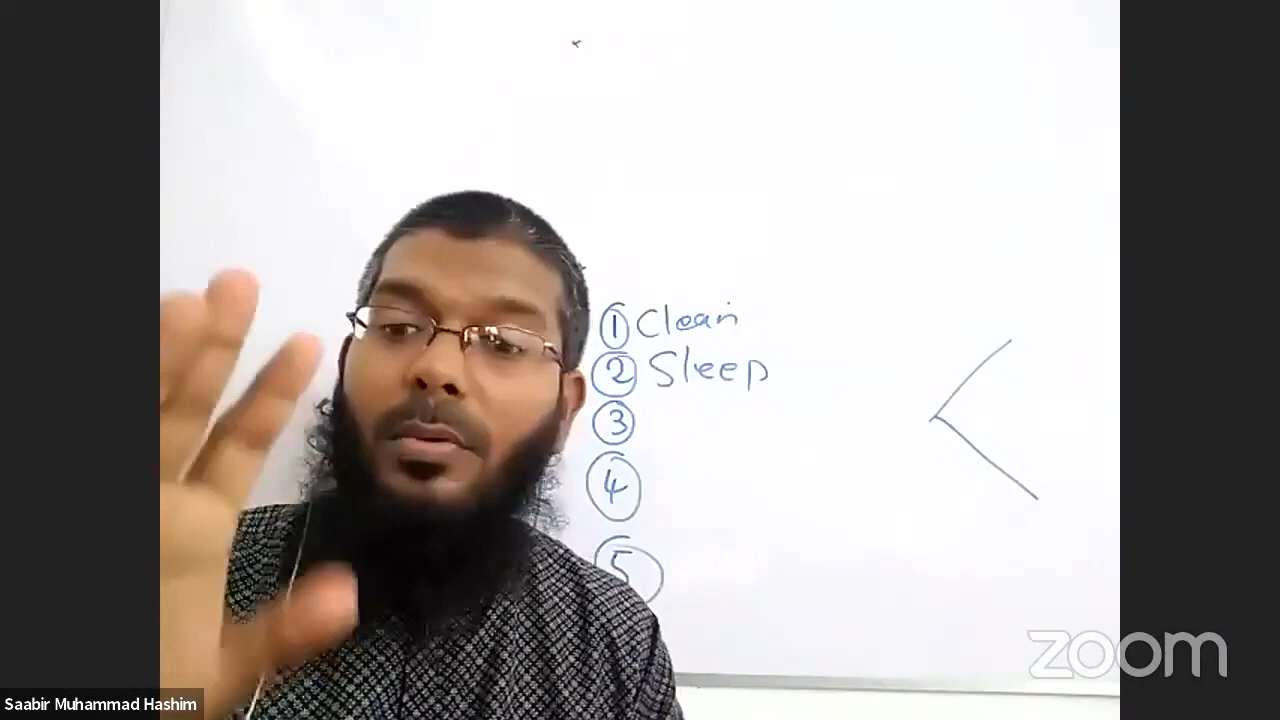 ① Clean
② Sleep
③
④
⑤
zoom
Saabir Muhammad Hashim